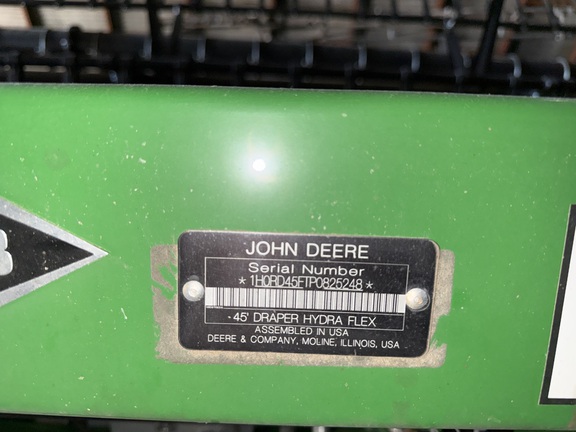 JOHN DEERE
Serial Number
*1H0RD45FTP0825248*
45' DRAPER HYDRA FLEX
ASSEMBLED IN USA
DEERE & COMPANY, MOLINE, ILLINOIS, USA